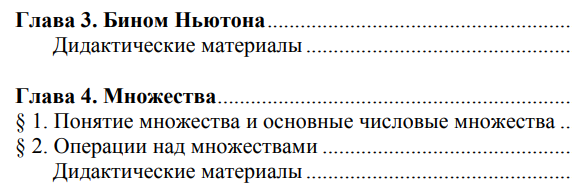 Глава 3. Бином Ньютона..........................................................
Дидактические материалы..................................................
Глава 4. Множества..................................................................
§ 1. Понятие множества и основные числовые множества ..
§ 2. Операции над множествами ...............................................
Дидактические материалы..................................................